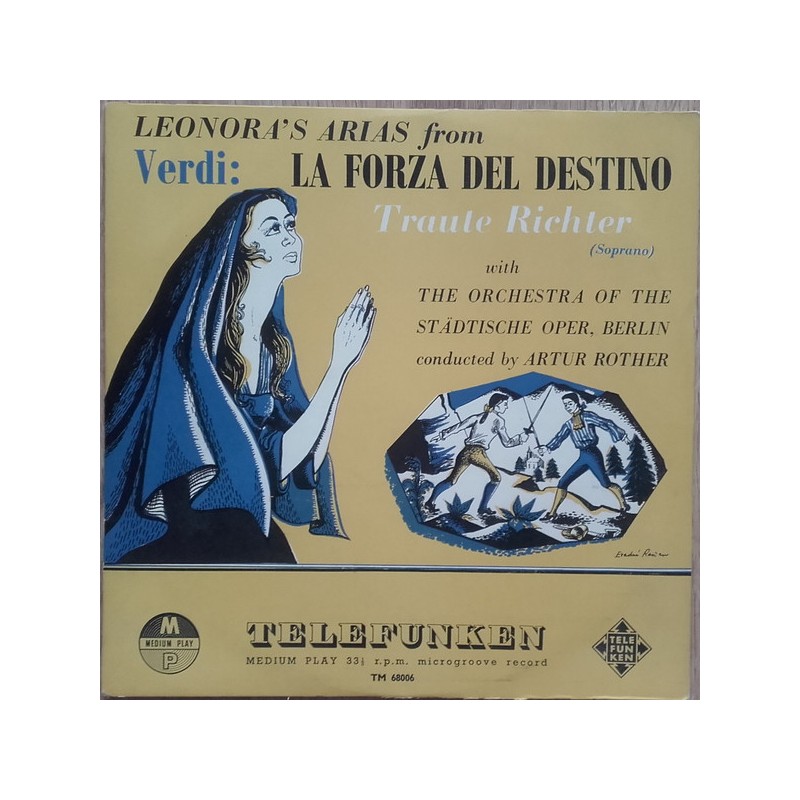 LEONORA'S ARIAS from
Verdi: LA FORZA DEL DESTINO
Traute Richter
(Soprano)
with
THE ORCHESTRA OF THE
STÄDTISCHE OPER, BERLIN
conducted by ARTUR ROTHER
M
MEDIUM PLAY
P
TELEFUNKEN
MEDIUM PLAY 33⅓ r.p.m. microgroove record
TM 68006
TELE
FUN
KEN